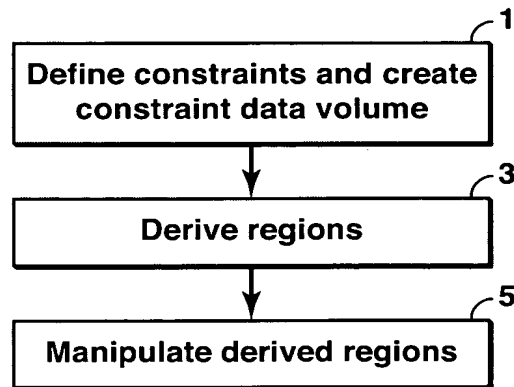 1
Define constraints and create
constraint data volume
3
Derive regions
5
Manipulate derived regions